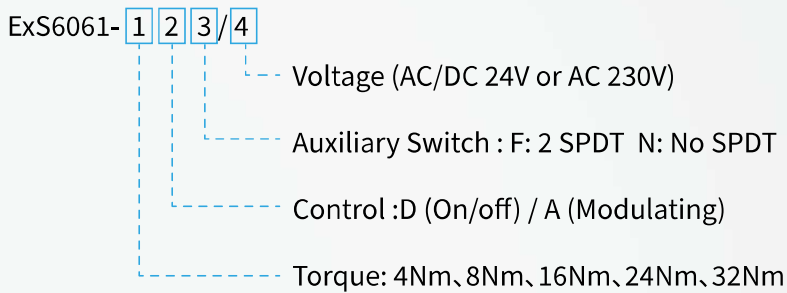 ExS6061- 1 2 3 / 4
Voltage (AC/DC 24V or AC 230V)
Auxiliary Switch : F: 2 SPDT N: No SPDT
Control :D (On/off) / A (Modulating)
Torque: 4Nm、8Nm、16Nm、24Nm、32Nm